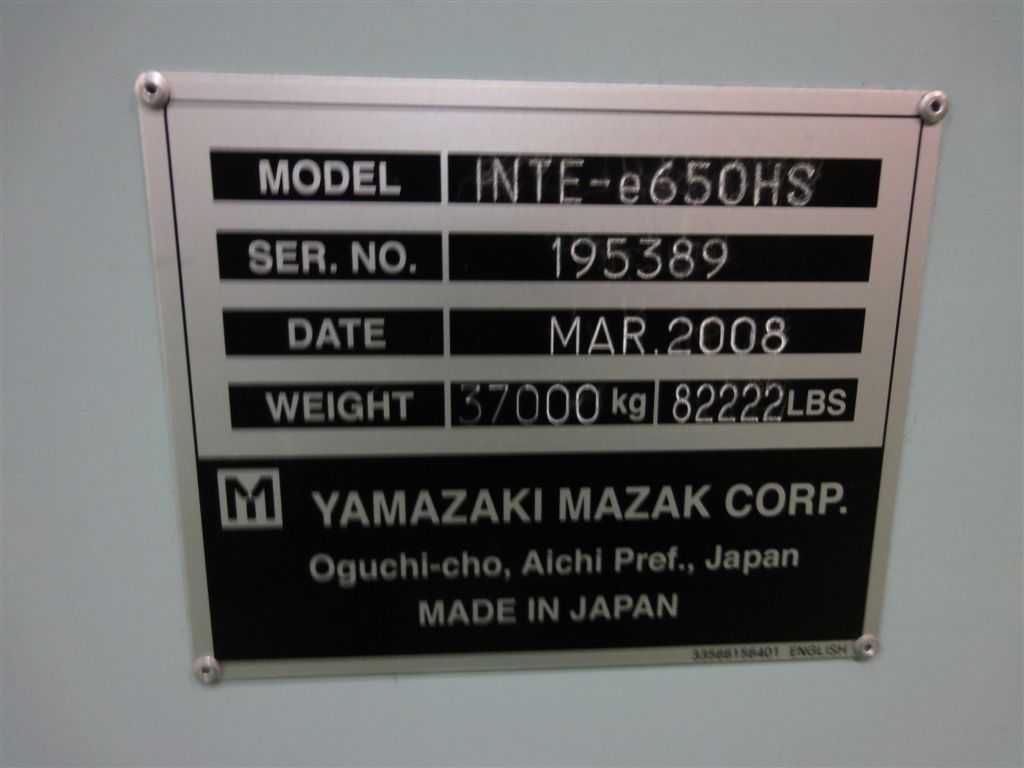 MODEL INTE-e650HS
SER. NO. 195389
DATE MAR.2008
WEIGHT 37000 kg 82222 LBS
M YAMAZAKI MAZAK CORP.
Oguchi-cho, Aichi Pref., Japan
MADE IN JAPAN
33566156401 ENGLISH